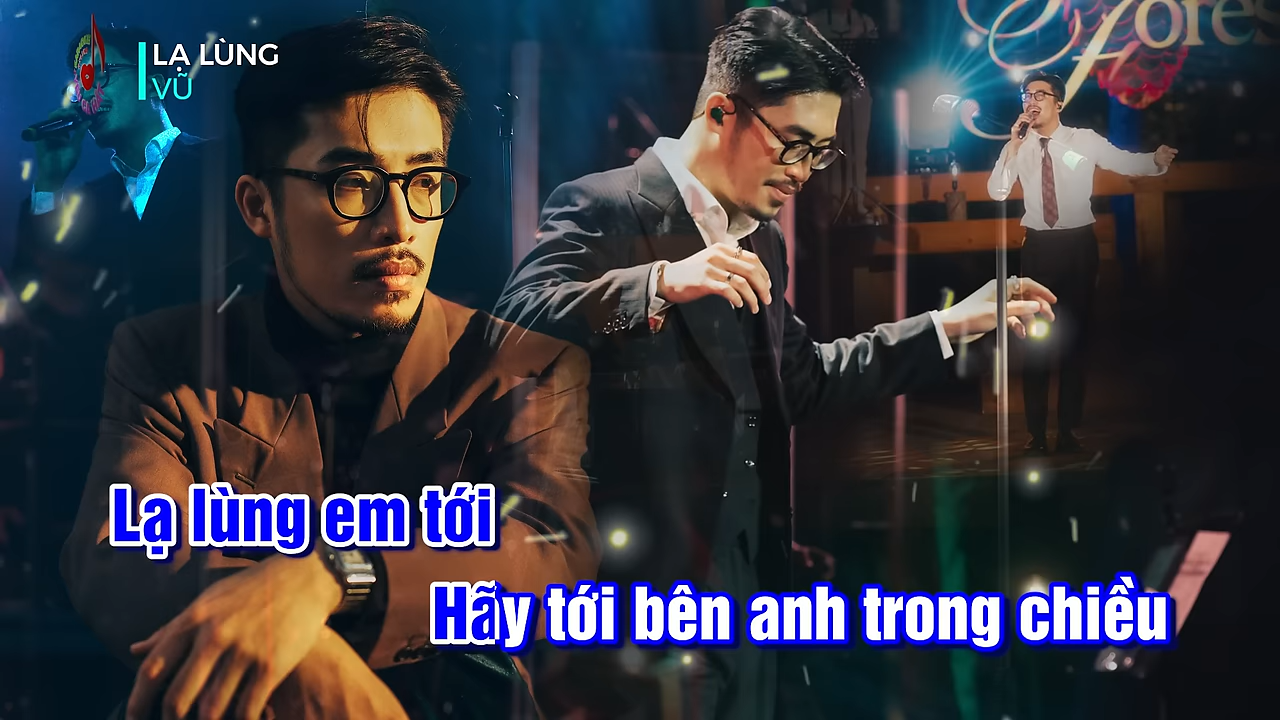 LẠ LÙNG
VŨ
Lạ lùng em tới
Hãy tới bên anh trong chiều